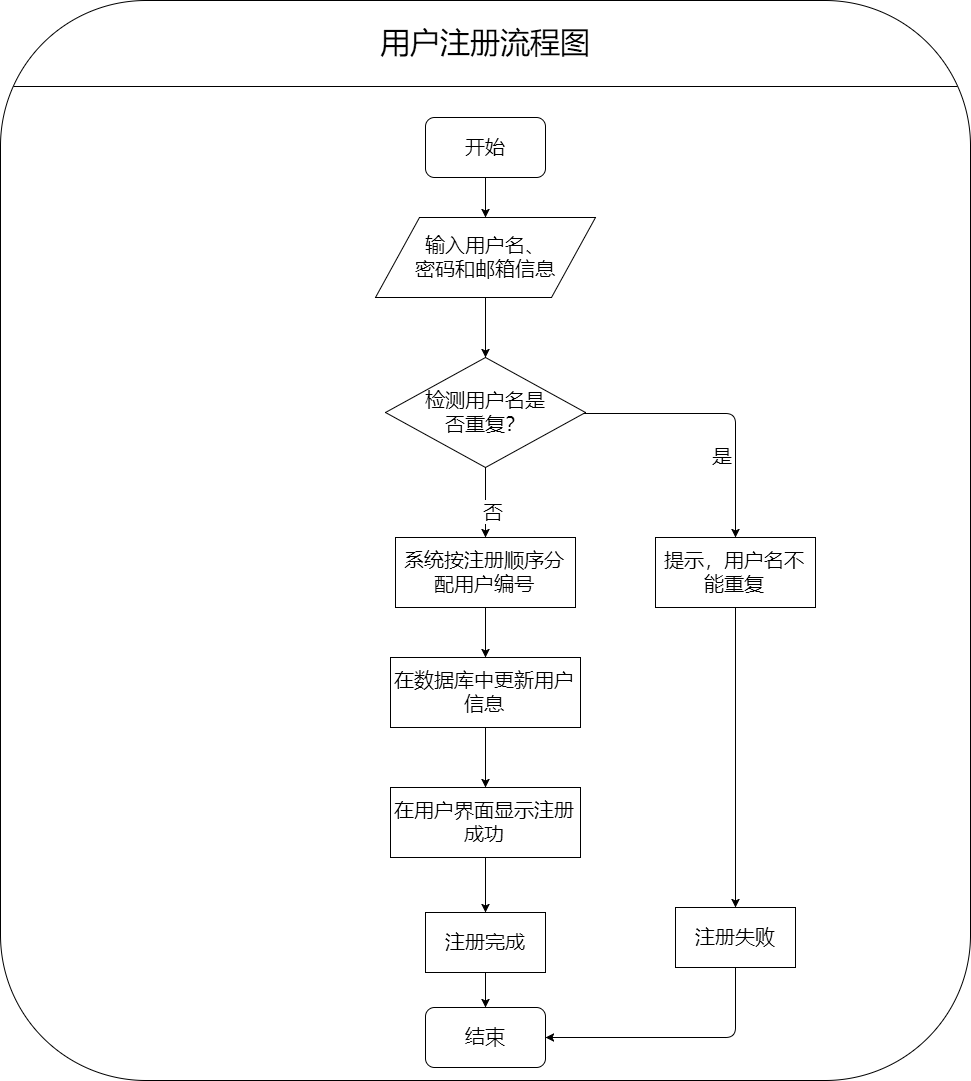 用户注册流程图
开始
输入用户名、
密码和邮箱信息
检测用户名是
否重复？
是
否
系统按注册顺序分
配用户编号
提示，用户名不
能重复
在数据库中更新用户
信息
在用户界面显示注册
成功
注册完成
注册失败
结束